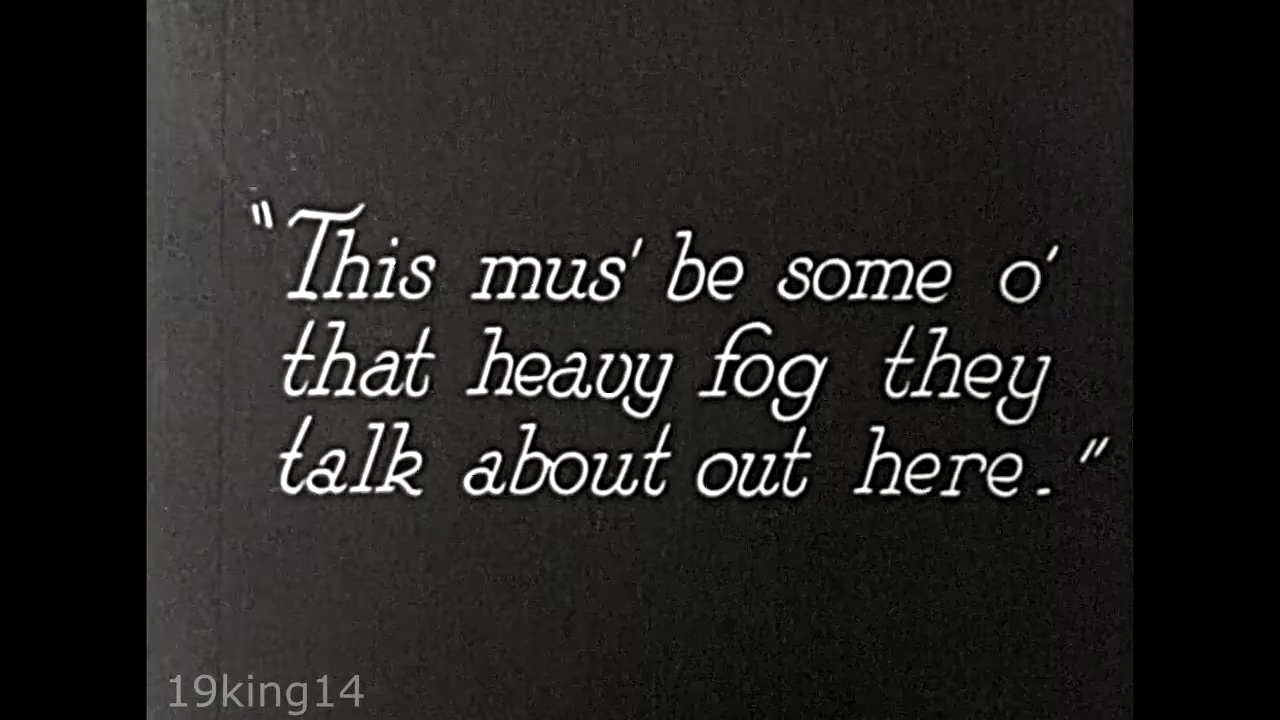 "This mus' be some o'
that heavy fog they
talk about out here."
19king14